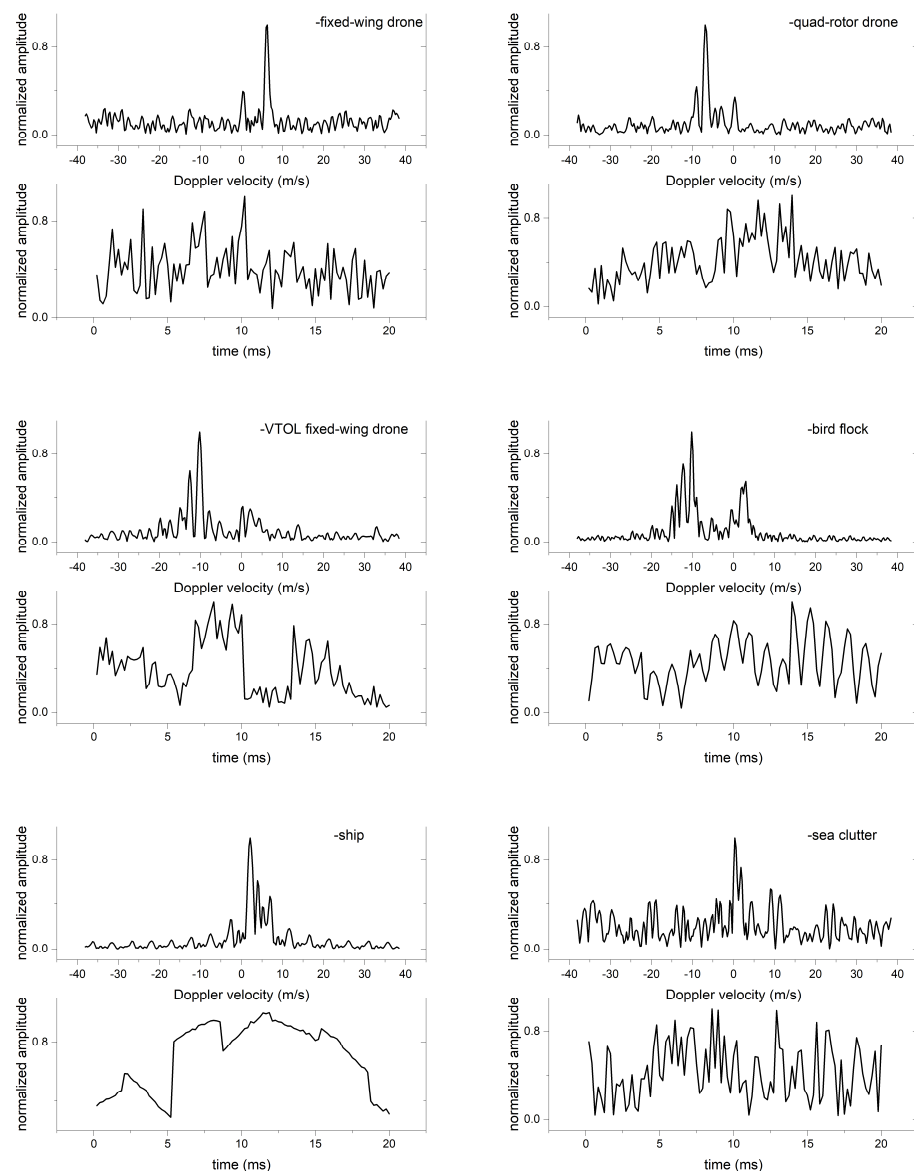 -fixed-wing drone
normalized amplitude
0.8
0.0
-40 -30 -20 -10 0 10 20 30 40
Doppler velocity (m/s)
normalized amplitude
0.8
0.0
0 5 10 15 20
time (ms)
-quad-rotor drone
normalized amplitude
0.8
0.0
-40 -30 -20 -10 0 10 20 30 40
Doppler velocity (m/s)
normalized amplitude
0.8
0.0
0 5 10 15 20
time (ms)
-VTOL fixed-wing drone
normalized amplitude
0.8
0.0
-40 -30 -20 -10 0 10 20 30 40
Doppler velocity (m/s)
normalized amplitude
0.8
0.0
0 5 10 15 20
time (ms)
-bird flock
normalized amplitude
0.8
0.0
-40 -30 -20 -10 0 10 20 30 40
Doppler velocity (m/s)
normalized amplitude
0.8
0.0
0 5 10 15 20
time (ms)
-ship
normalized amplitude
0.8
0.0
-40 -30 -20 -10 0 10 20 30 40
Doppler velocity (m/s)
normalized amplitude
0.8
0 5 10 15 20
time (ms)
-sea clutter
normalized amplitude
0.8
0.0
-40 -30 -20 -10 0 10 20 30 40
Doppler velocity (m/s)
normalized amplitude
0.8
0.0
0 5 10 15 20
time (ms)